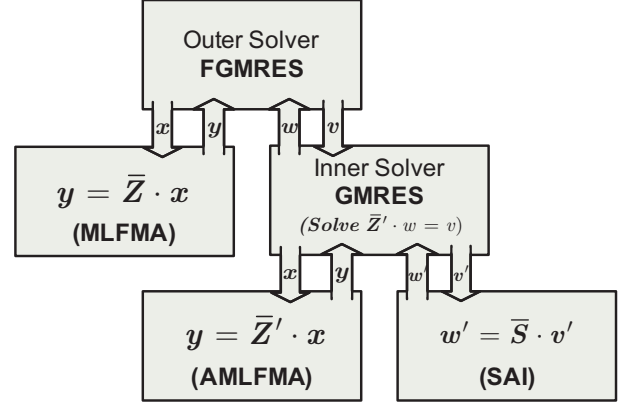 Outer Solver
FGMRES
x y w v
y = Z̄ · x
(MLFMA)
Inner Solver
GMRES
(Solve Z̄′ · w = v)
x y w′ v′
y = Z̄′ · x
(AMLFMA)
w′ = S̄ · v′
(SAI)